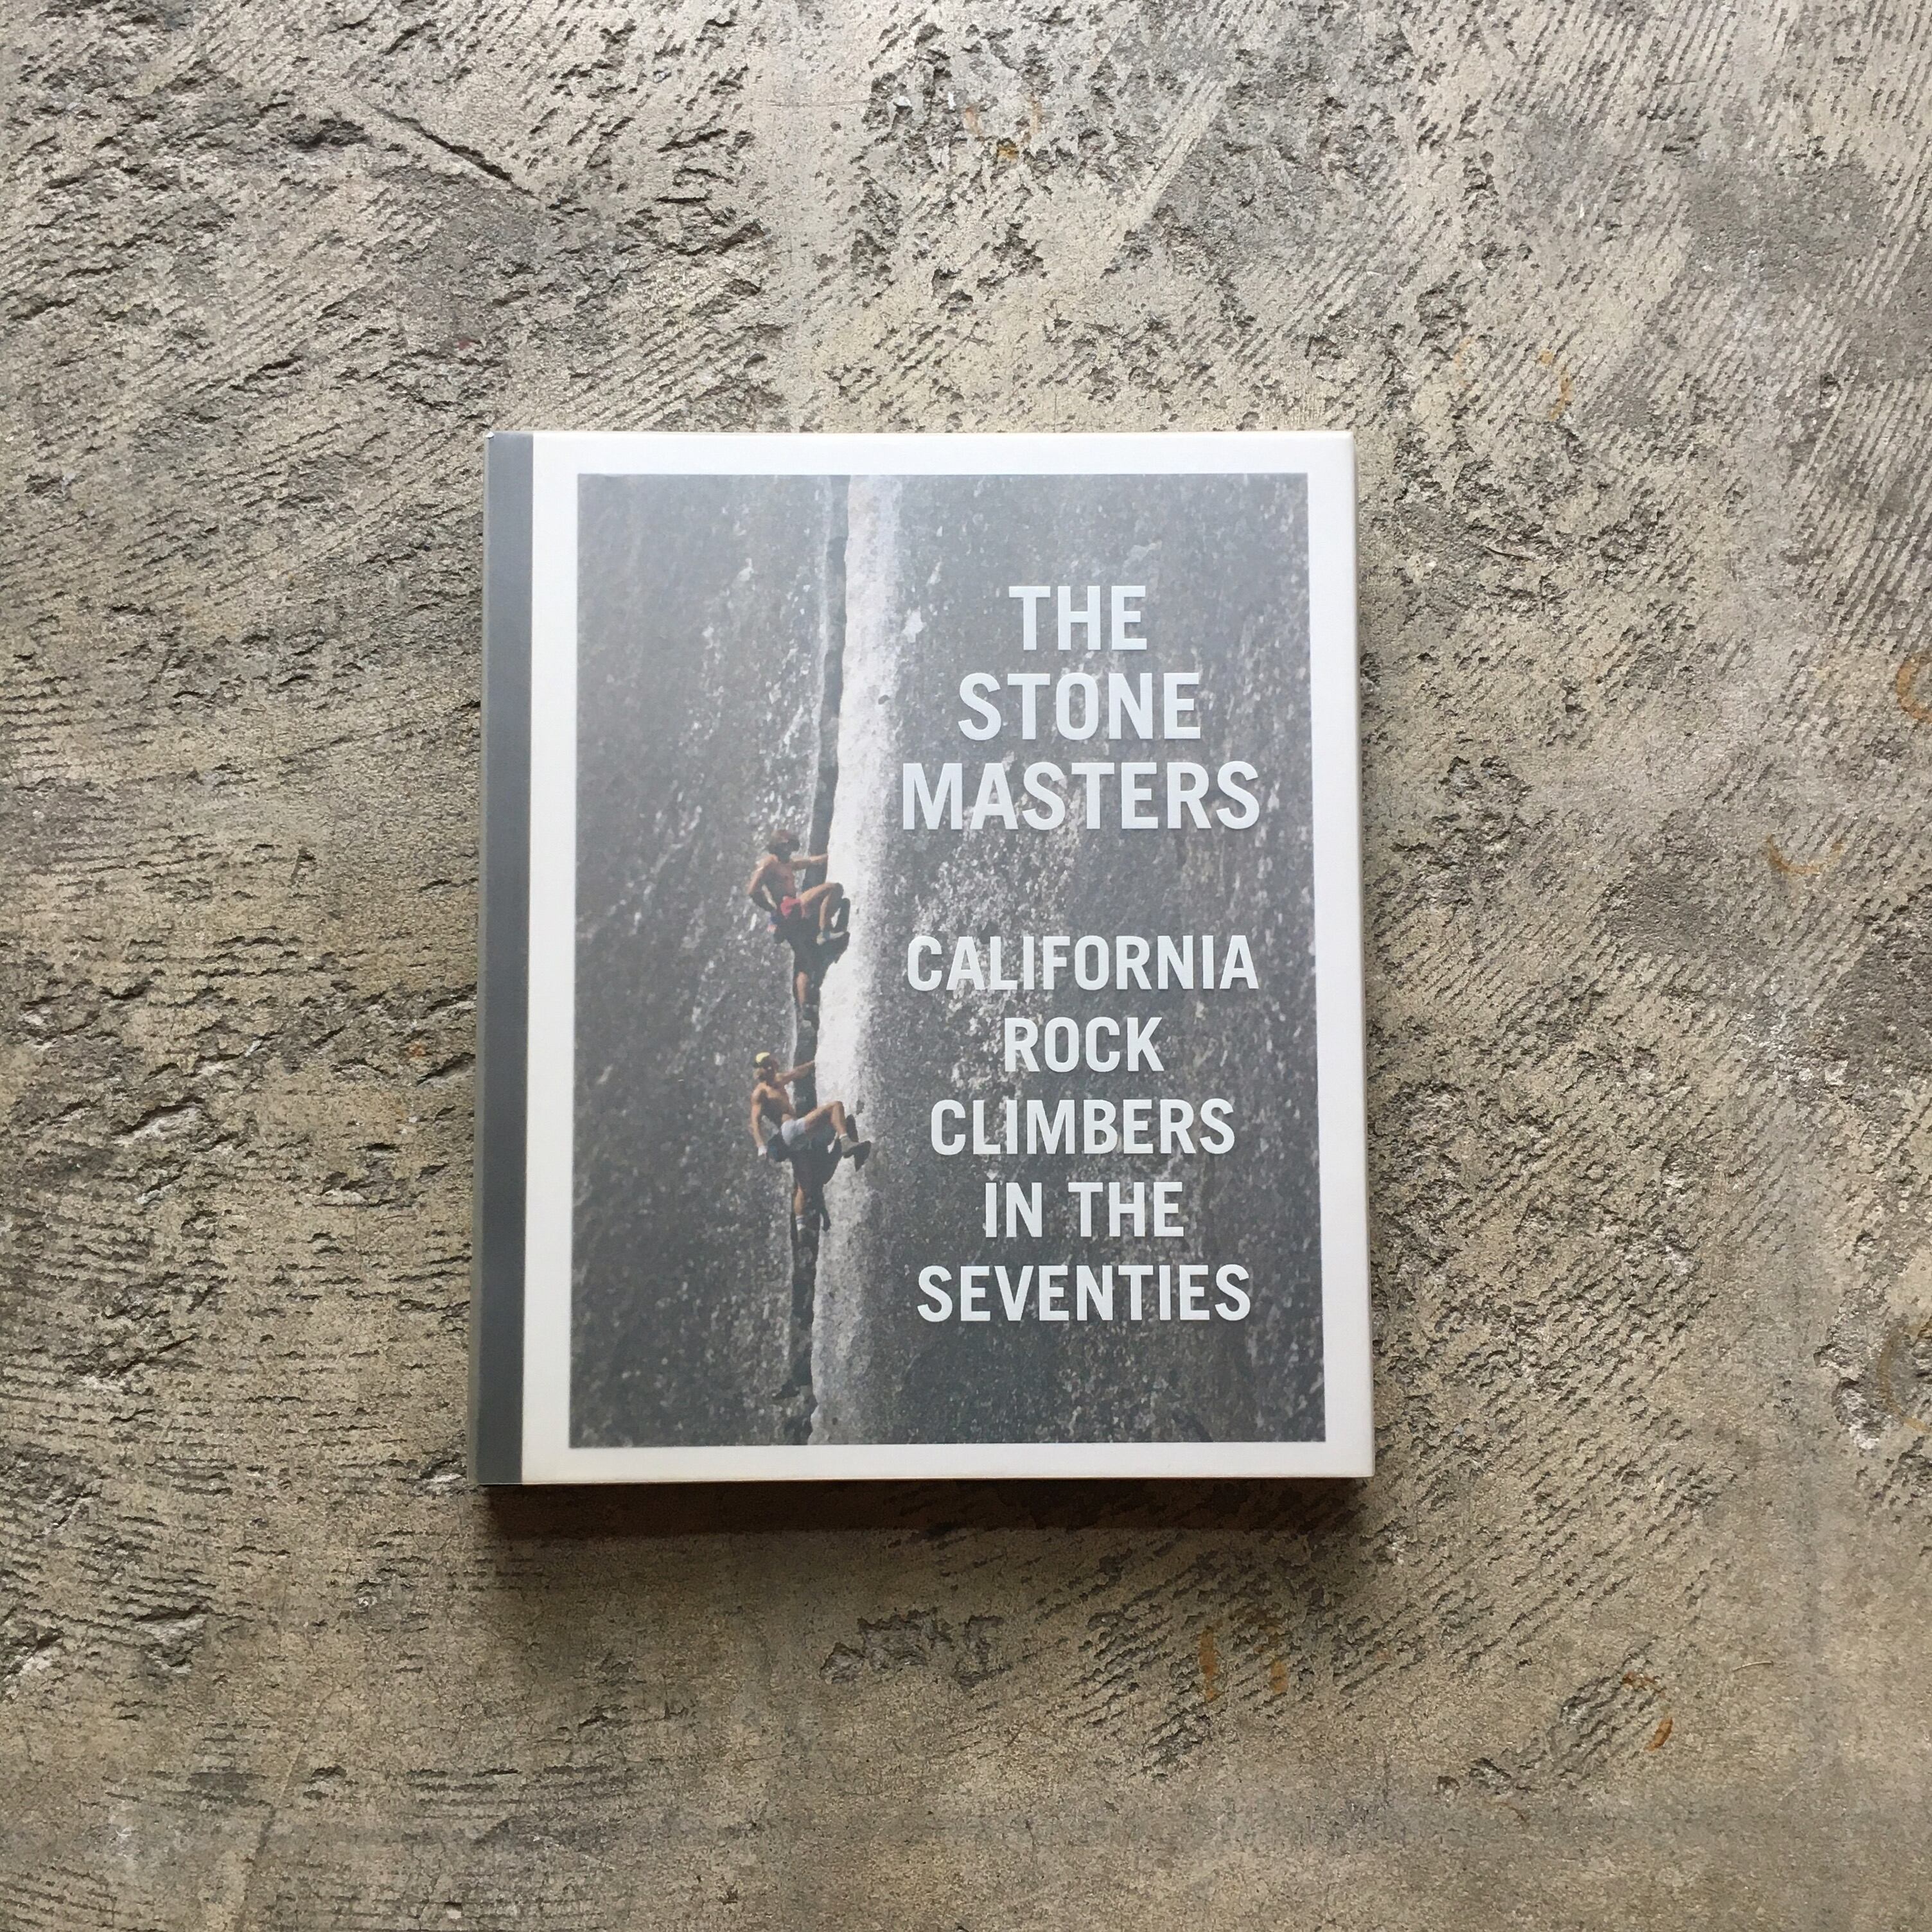 THE
STONE
MASTERS
CALIFORNIA
ROCK
CLIMBERS
IN THE
SEVENTIES